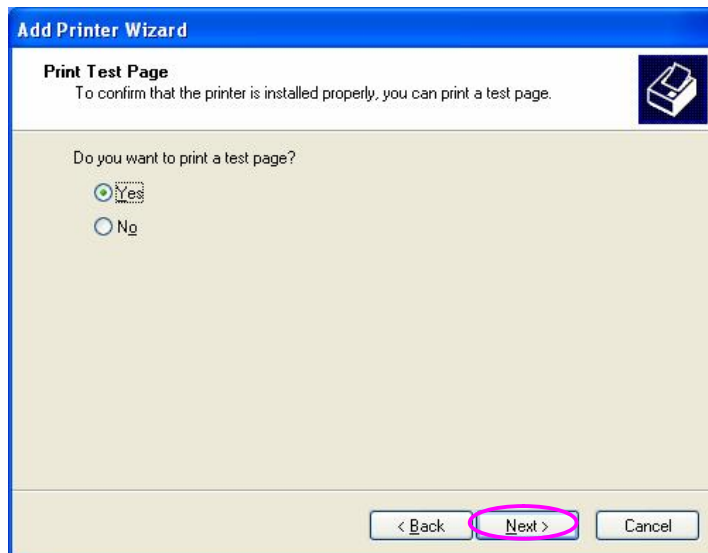 Add Printer Wizard
Print Test Page
To confirm that the printer is installed properly, you can print a test page.
Do you want to print a test page?
Yes
No
< Back
Next >
Cancel